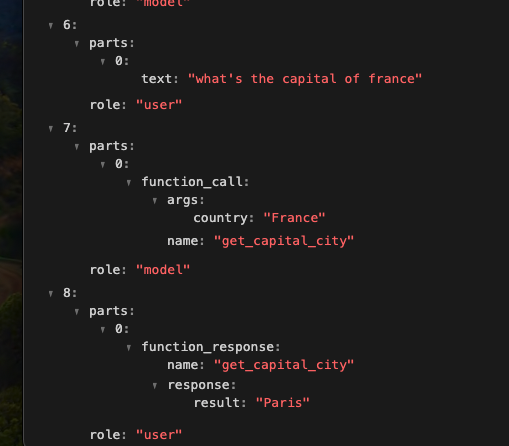 role: "model"
6:
parts:
0:
text: "what's the capital of france"
role: "user"
7:
parts:
0:
function_call:
args:
country: "France"
name: "get_capital_city"
role: "model"
8:
parts:
0:
function_response:
name: "get_capital_city"
response:
result: "Paris"
role: "user"